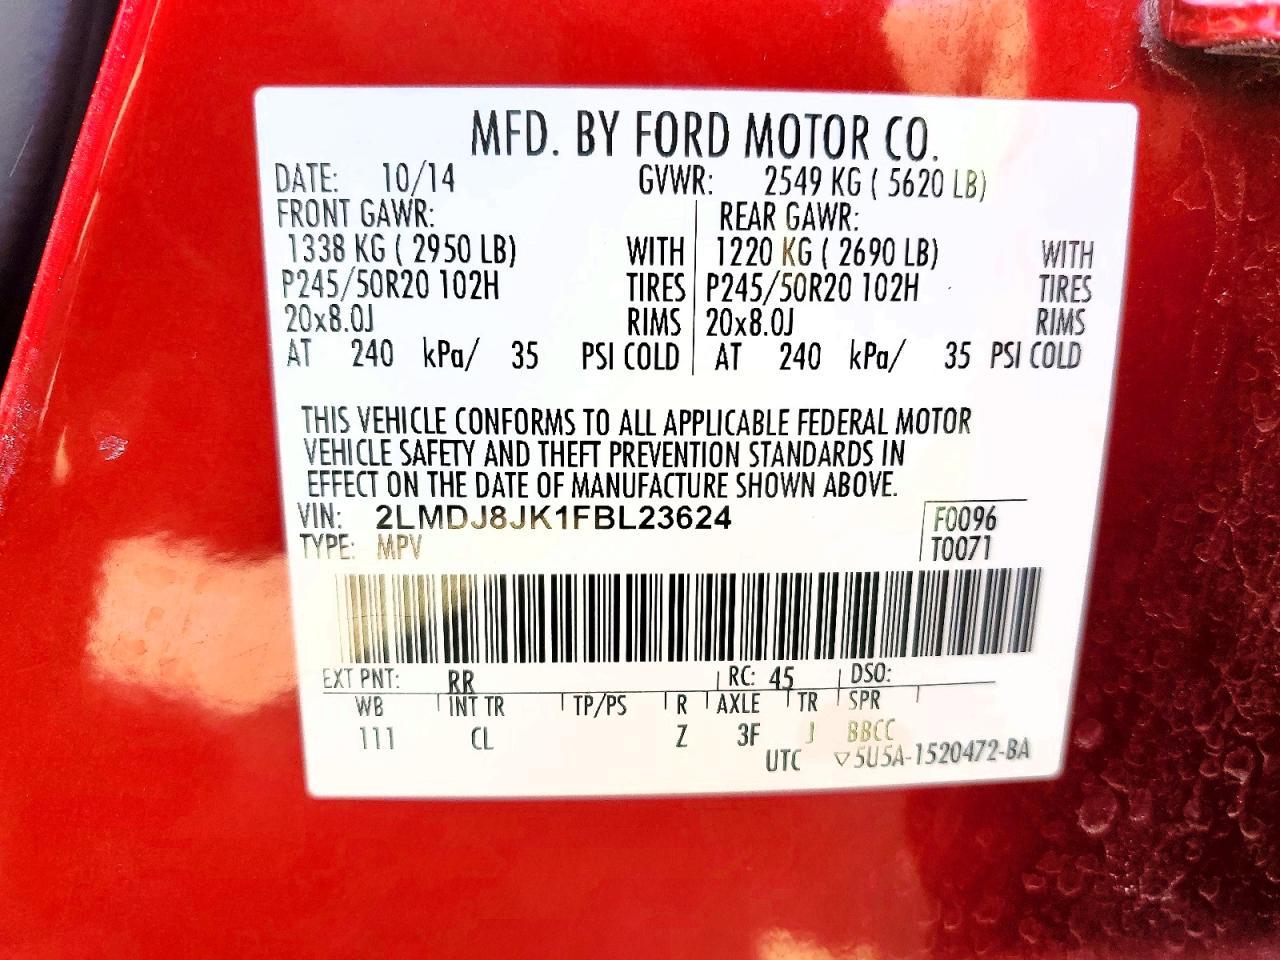 MFD. BY FORD MOTOR CO.
DATE: 10/14 GVWR: 2549 KG ( 5620 LB)
FRONT GAWR: REAR GAWR:
1338 KG ( 2950 LB) WITH 1220 KG ( 2690 LB) WITH
P245/50R20 102H TIRES P245/50R20 102H TIRES
20x8.0J RIMS 20x8.0J RIMS
AT 240 kPa/ 35 PSI COLD AT 240 kPa/ 35 PSI COLD
THIS VEHICLE CONFORMS TO ALL APPLICABLE FEDERAL MOTOR
VEHICLE SAFETY AND THEFT PREVENTION STANDARDS IN
EFFECT ON THE DATE OF MANUFACTURE SHOWN ABOVE.
VIN: 2LMDJ8JK1FBL23624 F0096
TYPE: MPV T0071
EXT PNT: RR RC: 45 DSO:
WB INT TR TP/PS R AXLE TR SPR
111 CL Z 3F J BBCC
UTC ▽5U5A-1520472-BA